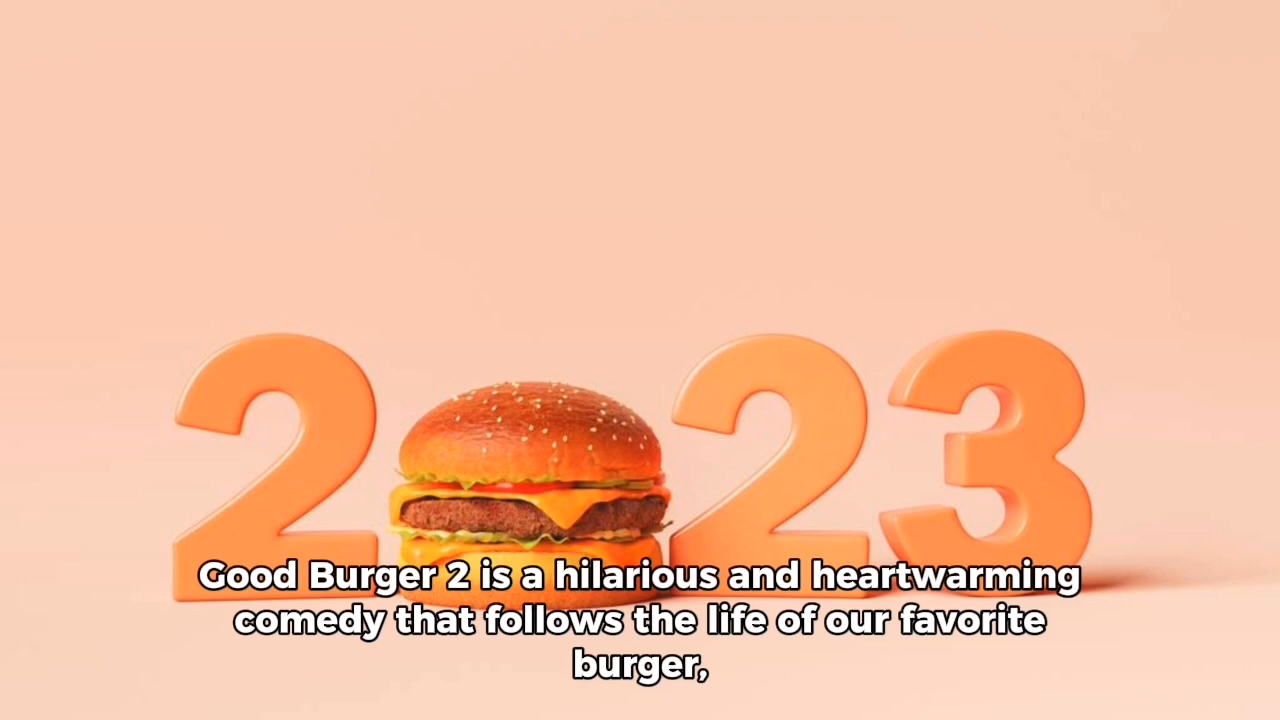 2 23
Good Burger 2 is a hilarious and heartwarming
comedy that follows the life of our favorite
burger,